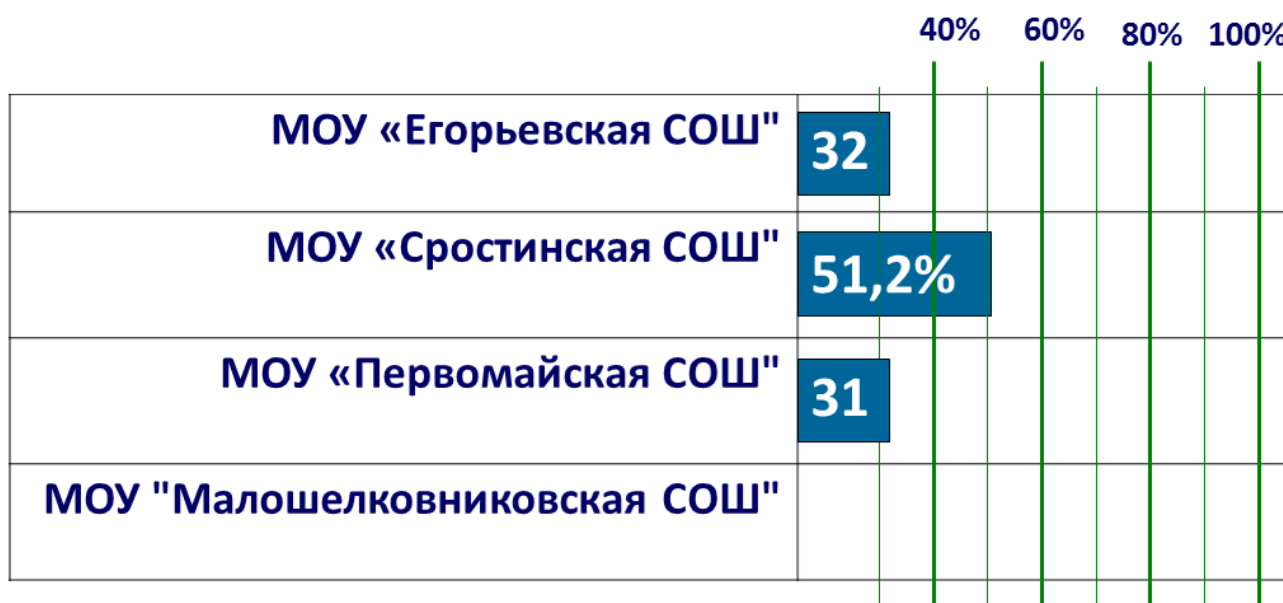 40% 60% 80% 100%
МОУ «Егорьевская СОШ"
32
МОУ «Сростинская СОШ"
51,2%
МОУ «Первомайская СОШ"
31
МОУ "Малошелковниковская СОШ"